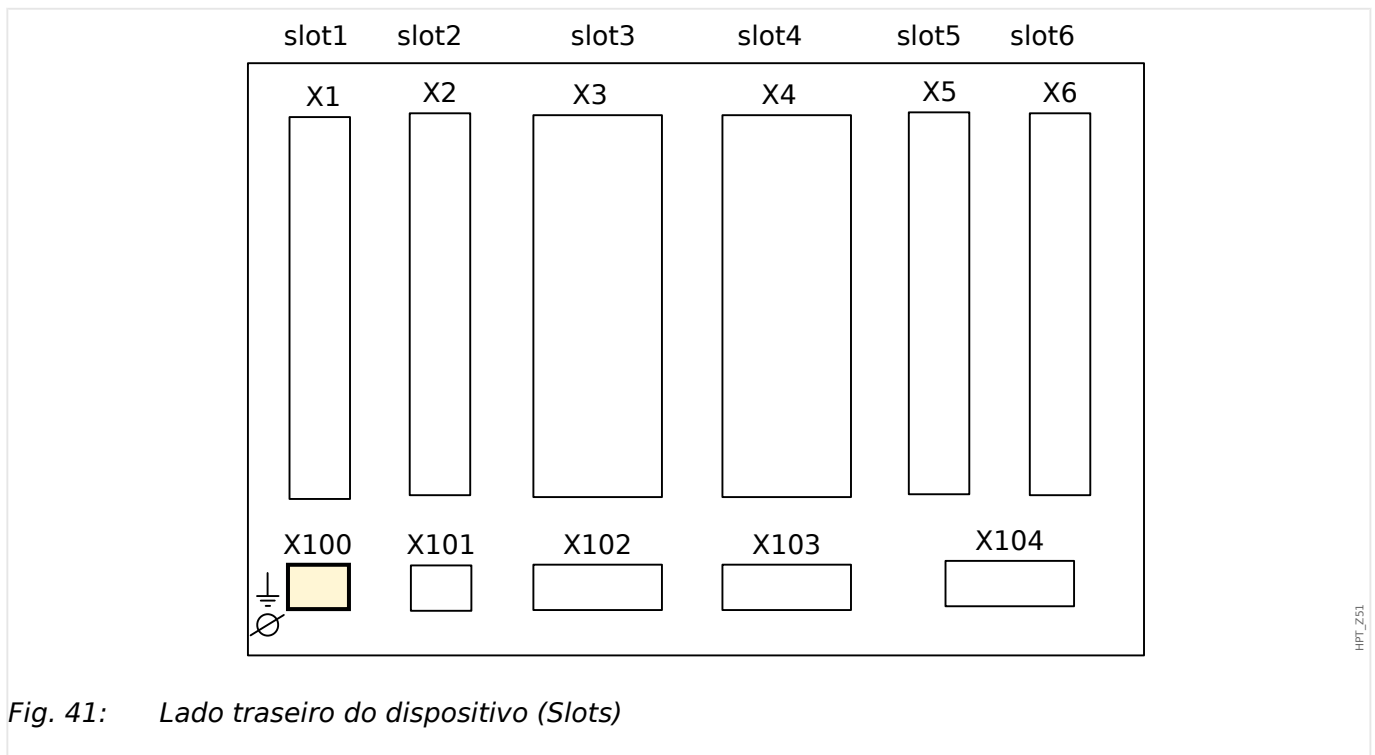 slot1 slot2 slot3 slot4 slot5 slot6
X1 X2 X3 X4 X5 X6
X100 X101 X102 X103 X104
HPT_Z51
Fig. 41: Lado traseiro do dispositivo (Slots)